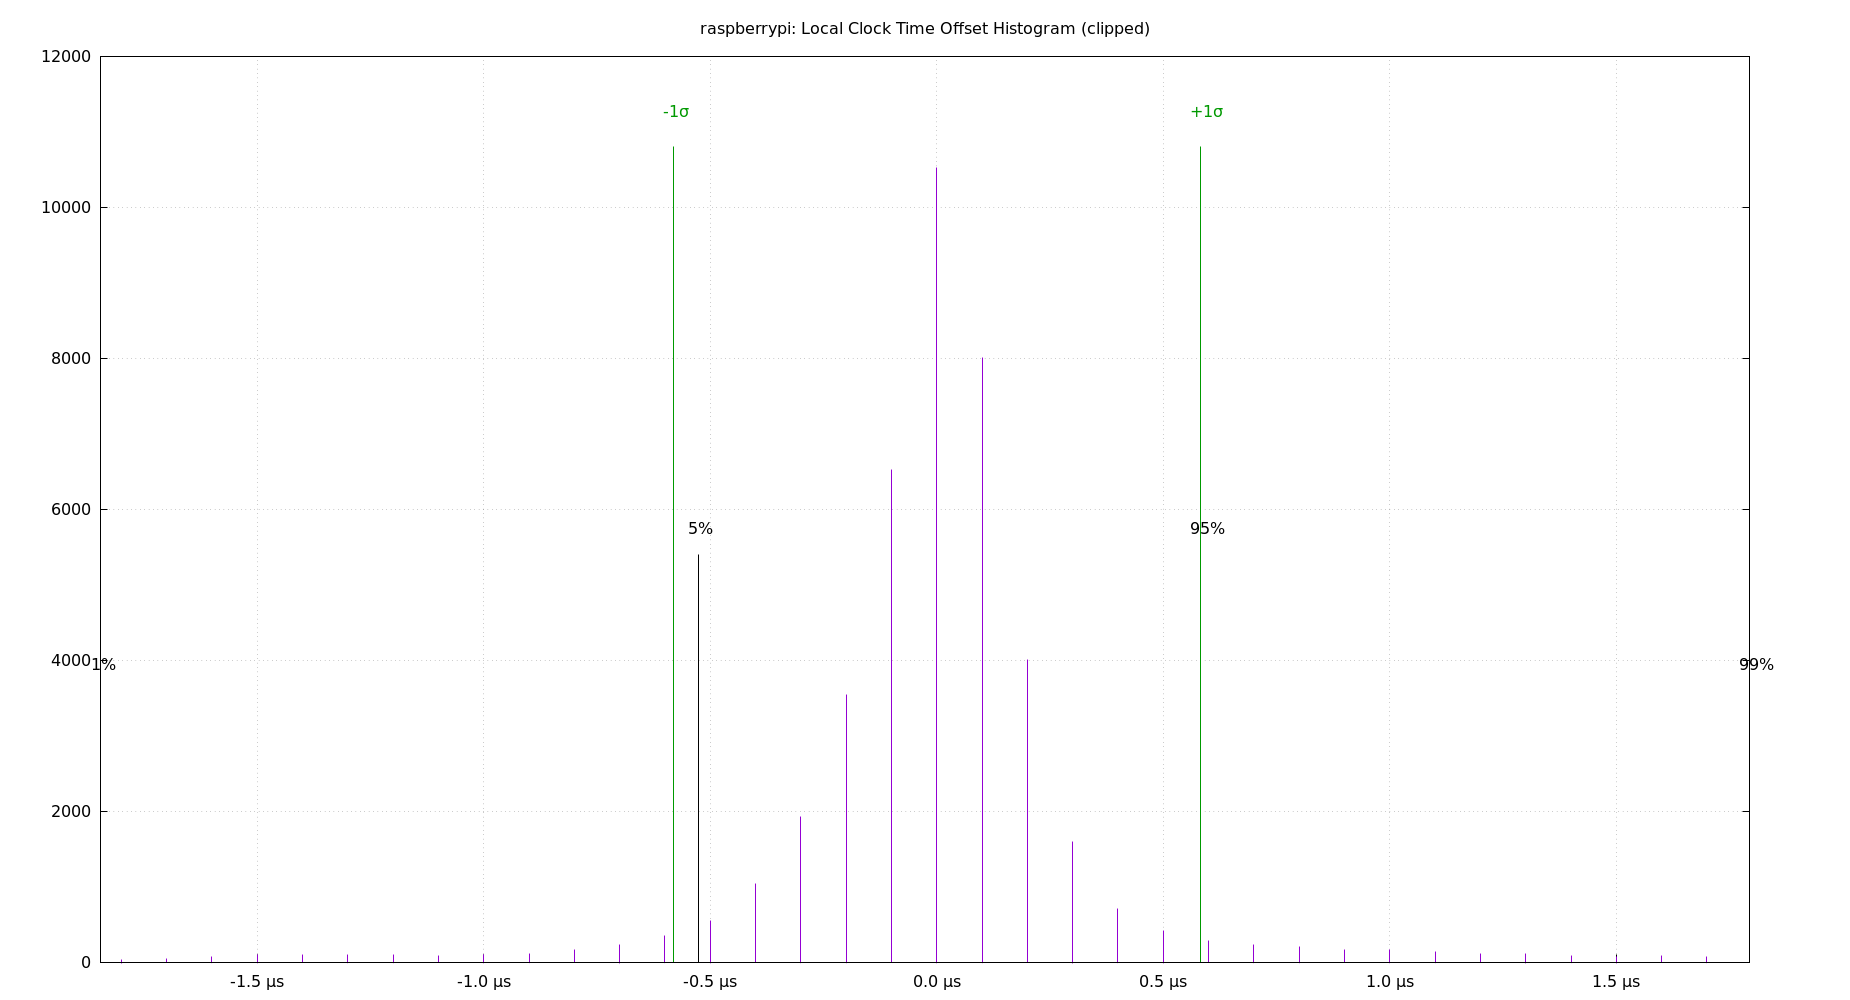 raspberrypi: Local Clock Time Offset Histogram (clipped)
12000
-1σ +1σ
10000
8000
6000
5% 95%
4000 1% 99%
2000
0
-1.5 µs -1.0 µs -0.5 µs 0.0 µs 0.5 µs 1.0 µs 1.5 µs